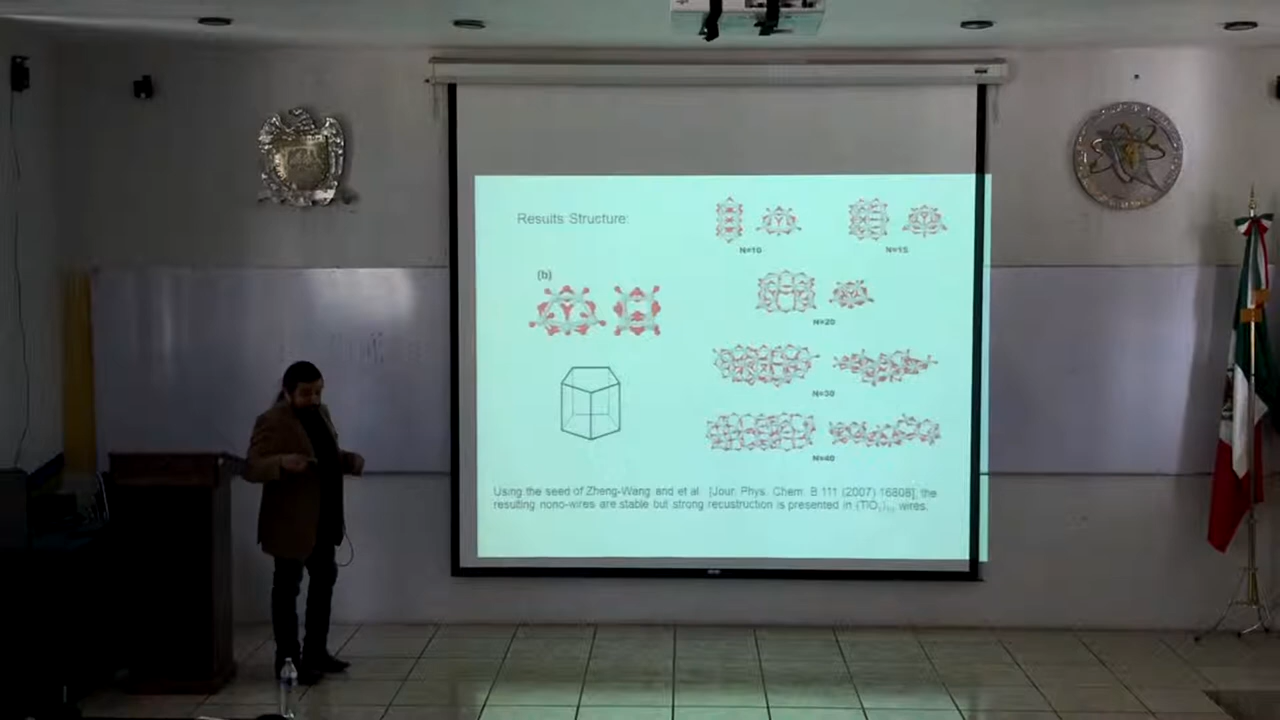 Results Structure:
N=10
N=15
(b)
N=20
N=30
N=40
Using the seed of Zheng-Wang and et al. [Jour. Phys. Chem. B 111 (2007) 16808], the
resulting nono-wires are stable but strong recustruction is presented in wires.